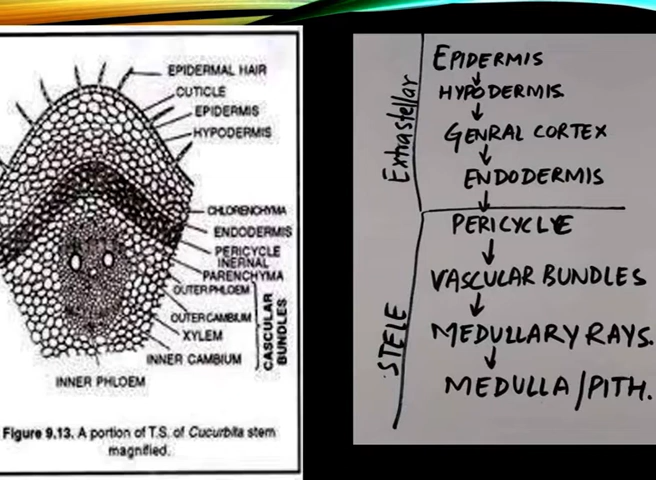 EPIDERMAL HAIR
CUTICLE
EPIDERMIS
HYPODERMIS
CHLORENCHYMA
ENDODERMIS
PERICYCLE
INERNAL
PARENCHYMA
OUTER PHLOEM
OUTER CAMBIUM
XYLEM
INNER CAMBIUM
INNER PHLOEM
CASCULAR
BUNDLES
Figure 9.13. A portion of T.S. of Cucurbita stem
magnified.
Extrastellar
EPIDERMIS
HYPODERMIS
GENRAL CORTEX
ENDODERMIS
STELE
PERICYCLE
VASCULAR BUNDLES
MEDULLARY RAYS.
MEDULLA/PITH.